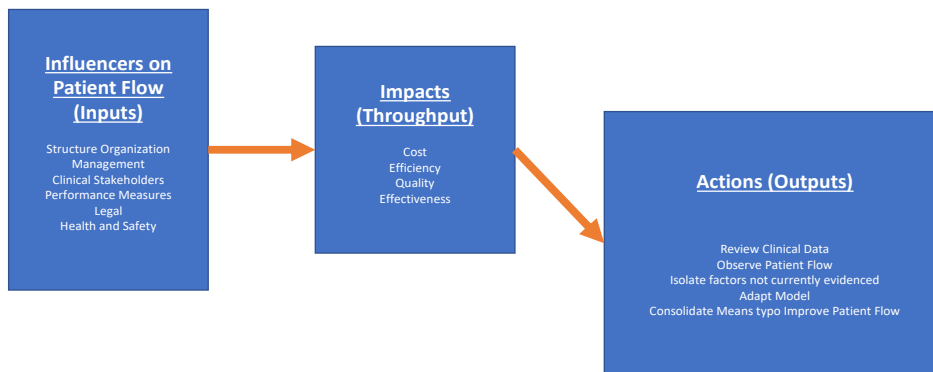 Influencers on
Patient Flow
(Inputs)
Structure Organization
Management
Clinical Stakeholders
Performance Measures
Legal
Health and Safety
Impacts
(Throughput)
Cost
Efficiency
Quality
Effectiveness
Actions (Outputs)
Review Clinical Data
Observe Patient Flow
Isolate factors not currently evidenced
Adapt Model
Consolidate Means typo Improve Patient Flow